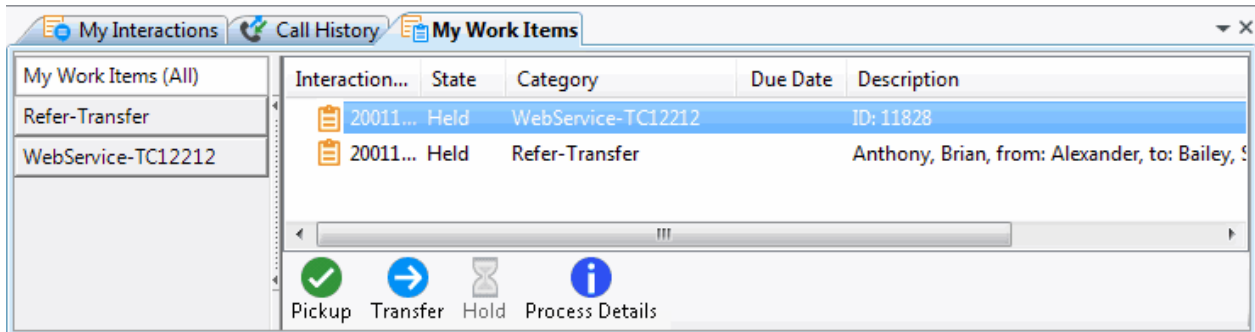 My Interactions Call History My Work Items
My Work Items (All)
Refer-Transfer
WebService-TC12212
Interaction... State Category Due Date Description
20011... Held WebService-TC12212 ID: 11828
20011... Held Refer-Transfer Anthony, Brian, from: Alexander, to: Bailey, S
Pickup Transfer Hold Process Details